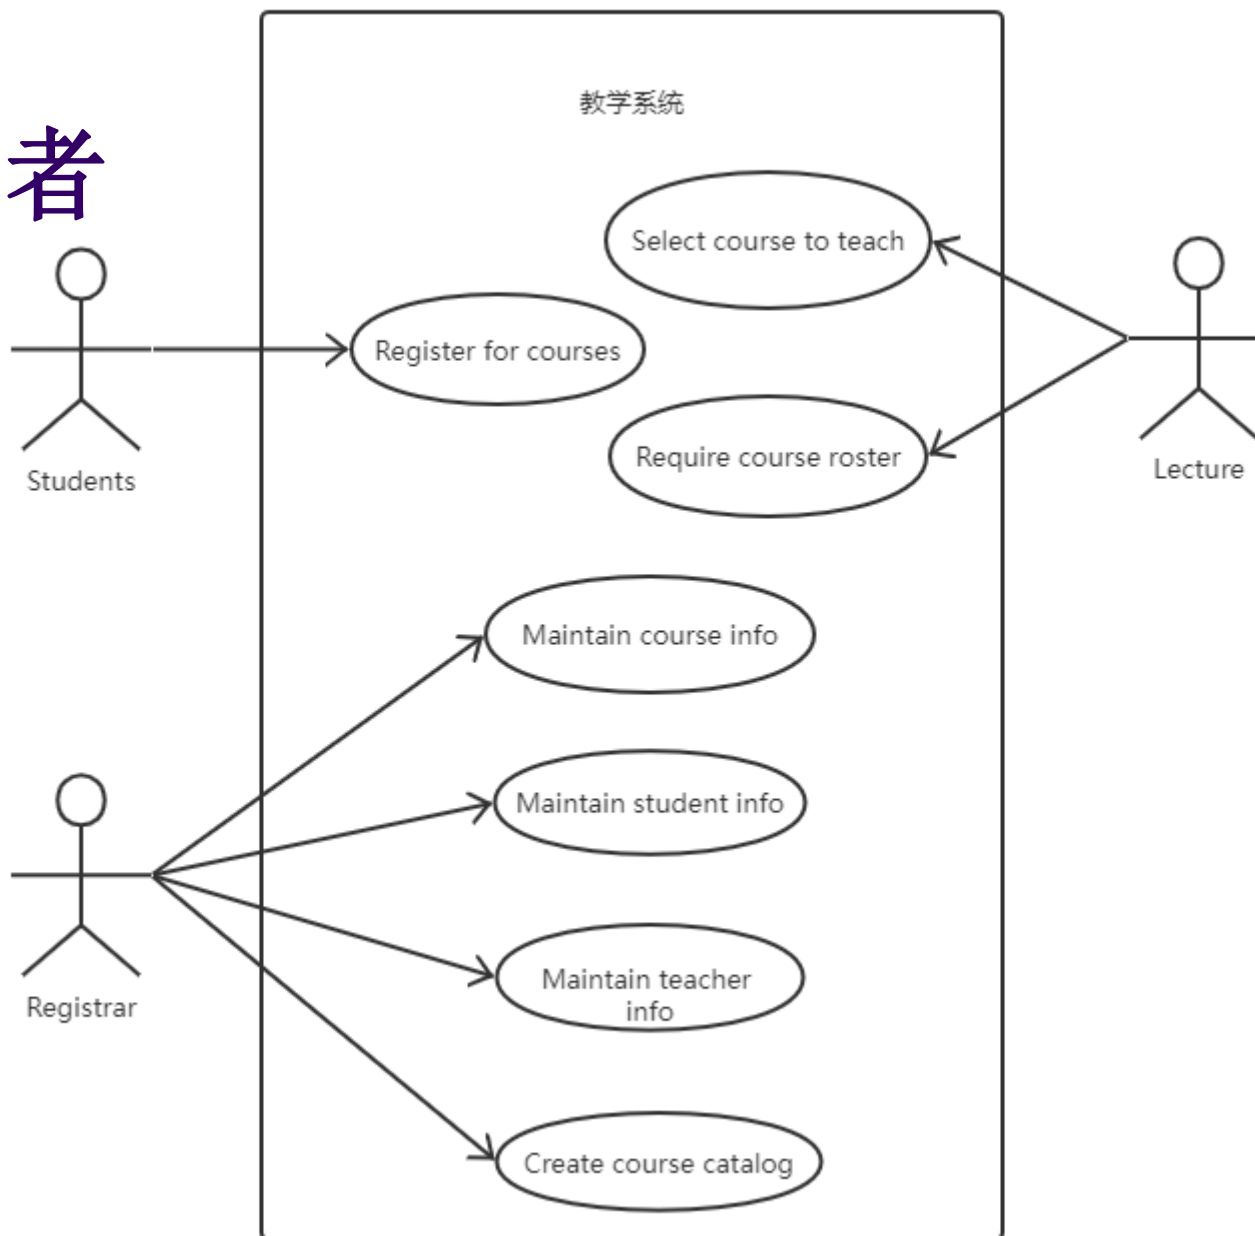 教学系统
者
Select course to teach
Register for courses
Require course roster
Students
Lecture
Maintain course info
Maintain student info
Maintain teacher
info
Registrar
Create course catalog